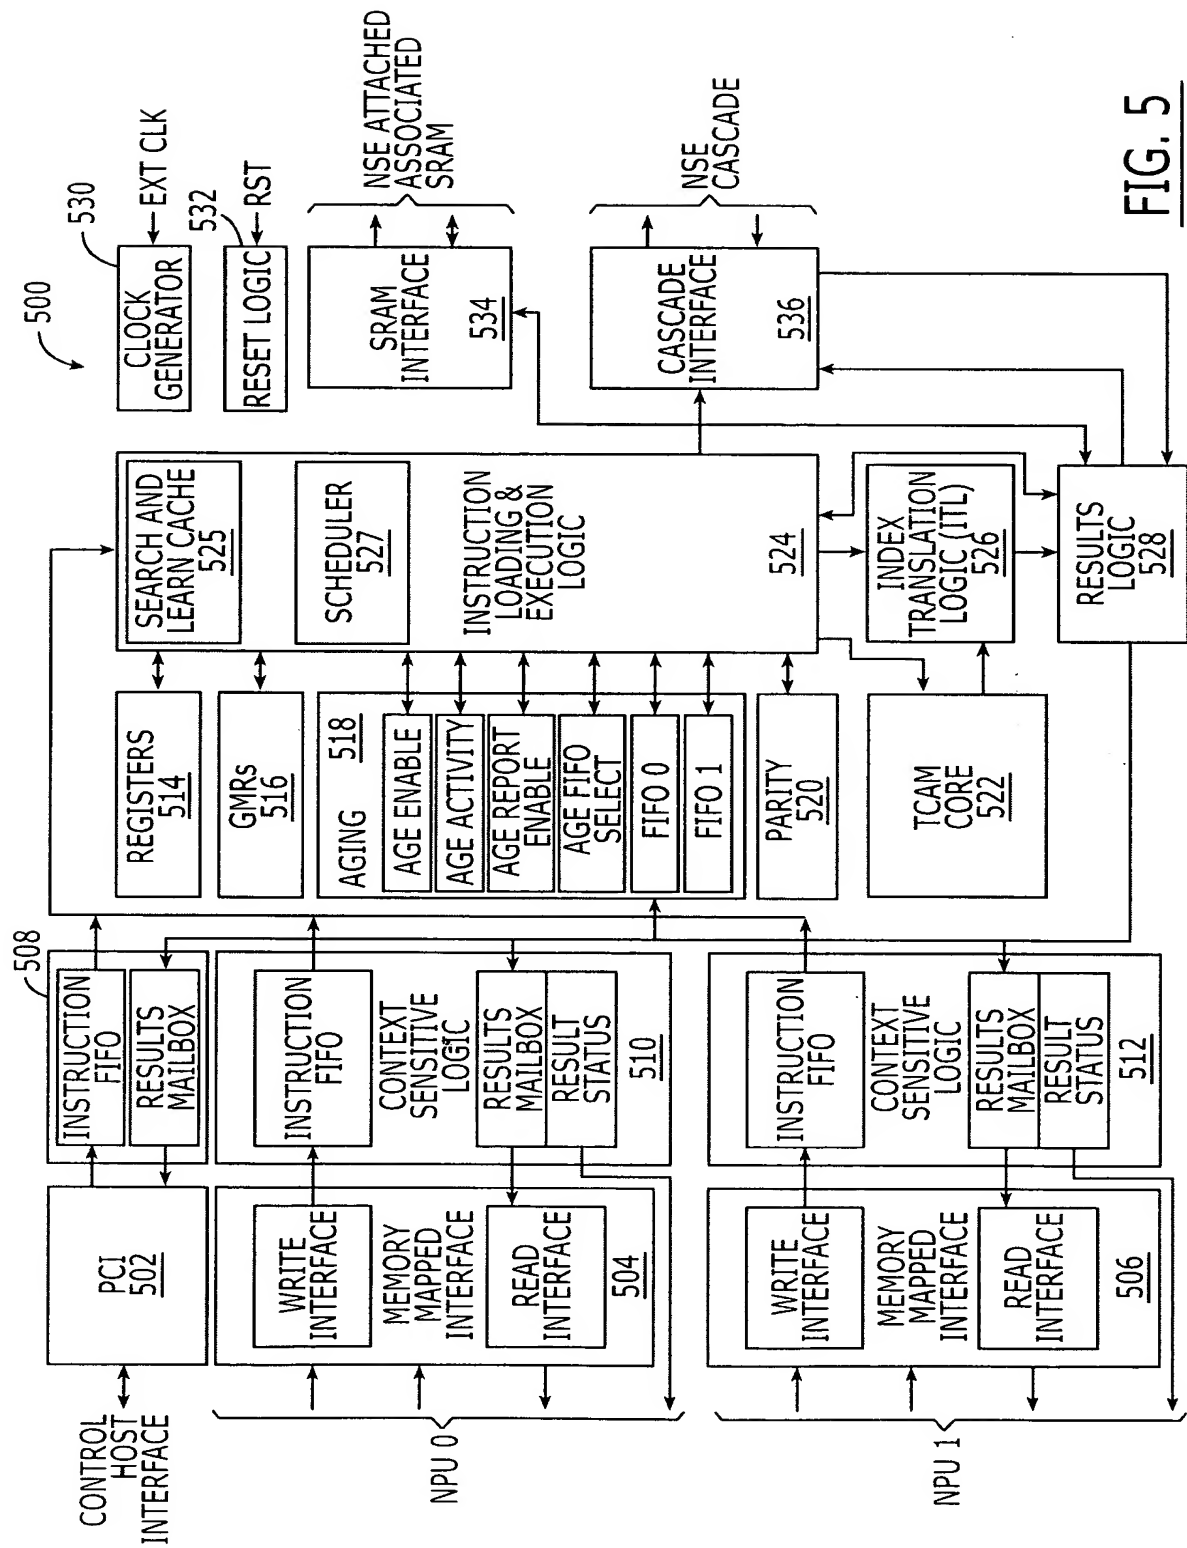 500
CONTROL
HOST
INTERFACE
PCI
502
508
INSTRUCTION
FIFO
RESULTS
MAILBOX
NPU 0
WRITE
INTERFACE
MEMORY
MAPPED
INTERFACE
READ
INTERFACE
504
INSTRUCTION
FIFO
CONTEXT
SENSITIVE
LOGIC
RESULTS
MAILBOX
RESULT
STATUS
510
NPU 1
WRITE
INTERFACE
MEMORY
MAPPED
INTERFACE
READ
INTERFACE
506
INSTRUCTION
FIFO
CONTEXT
SENSITIVE
LOGIC
RESULTS
MAILBOX
RESULT
STATUS
512
REGISTERS
514
GMRs
516
AGING
518
AGE ENABLE
AGE ACTIVITY
AGE REPORT
ENABLE
AGE FIFO
SELECT
FIFO 0
FIFO 1
PARITY
520
TCAM
CORE
522
SEARCH AND
LEARN CACHE
525
SCHEDULER
527
INSTRUCTION
LOADING &
EXECUTION
LOGIC
524
INDEX
TRANSLATION
LOGIC (ITL)
526
RESULTS
LOGIC
528
CLOCK
GENERATOR
530
EXT CLK
RESET LOGIC
532
RST
SRAM
INTERFACE
534
NSE ATTACHED
ASSOCIATED
SRAM
CASCADE
INTERFACE
536
NSE
CASCADE
FIG. 5